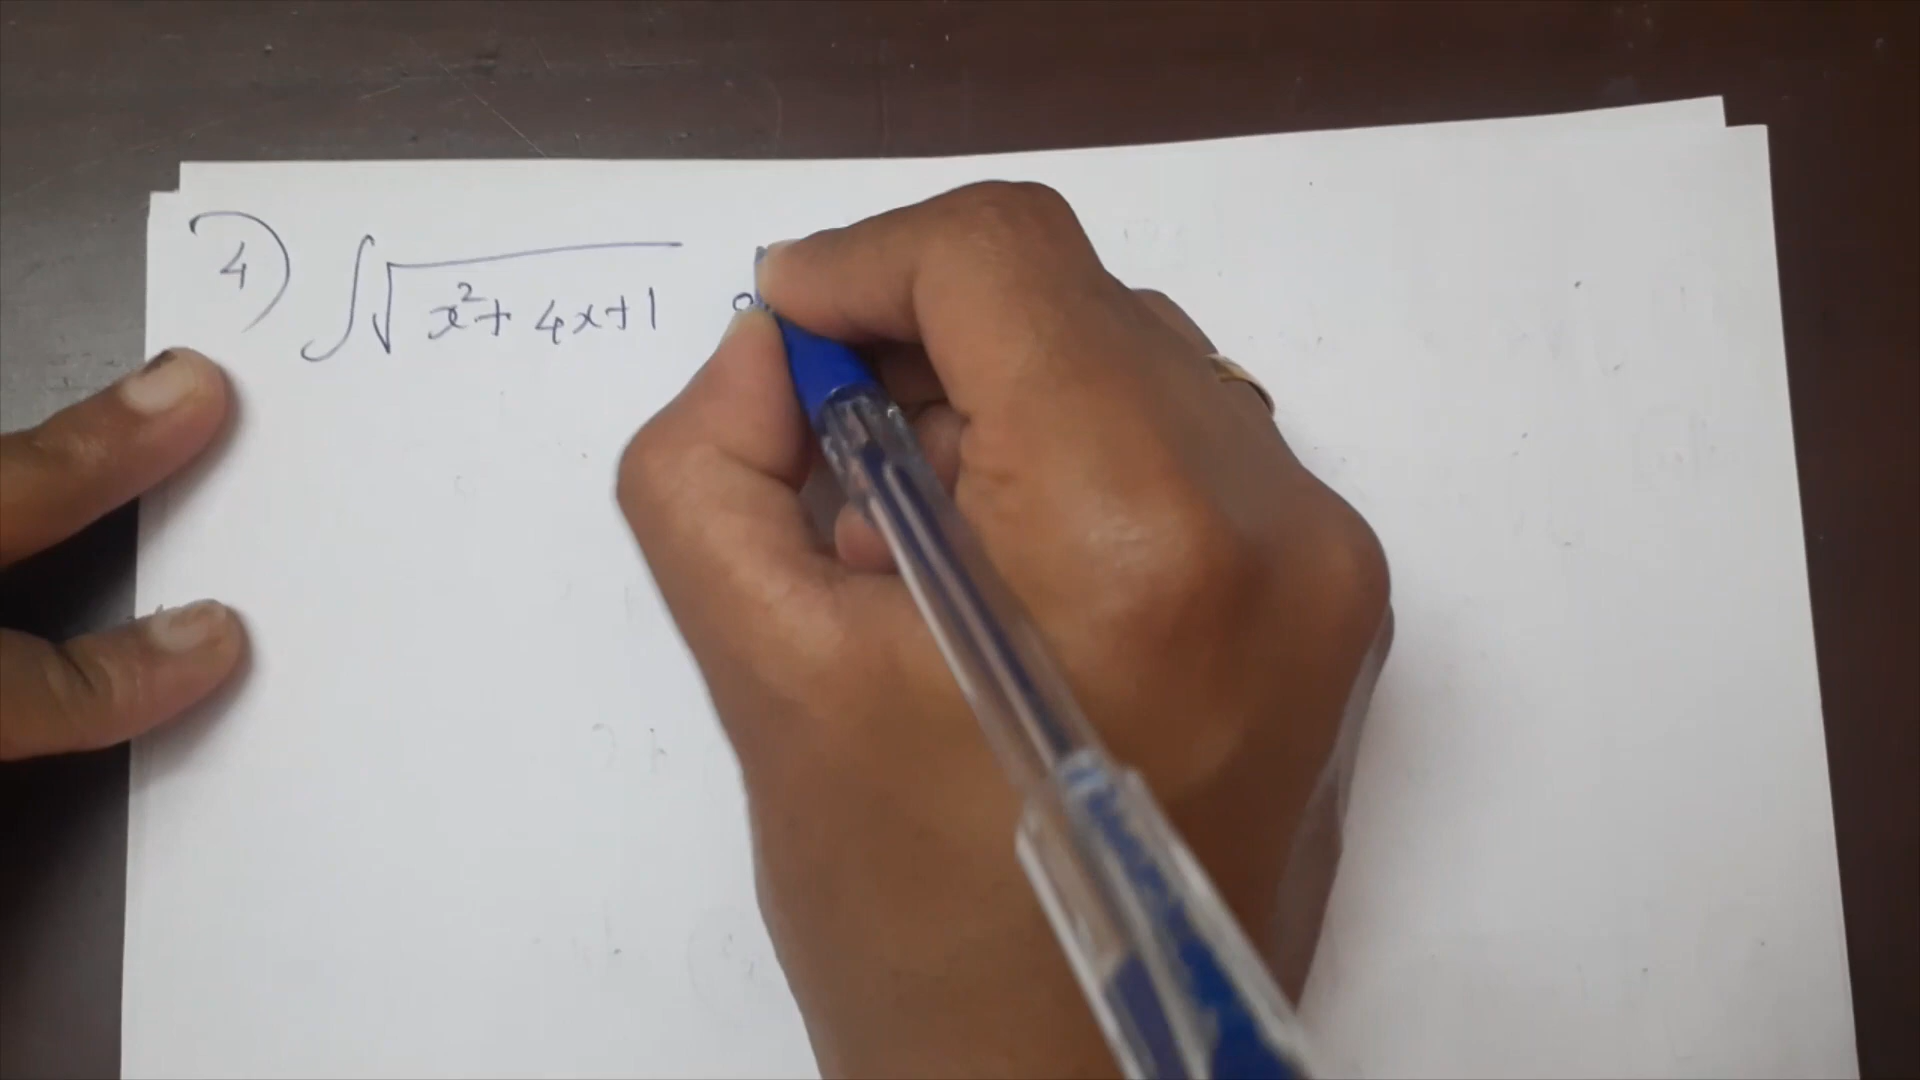 4) ∫√(x²+ 4x+1)